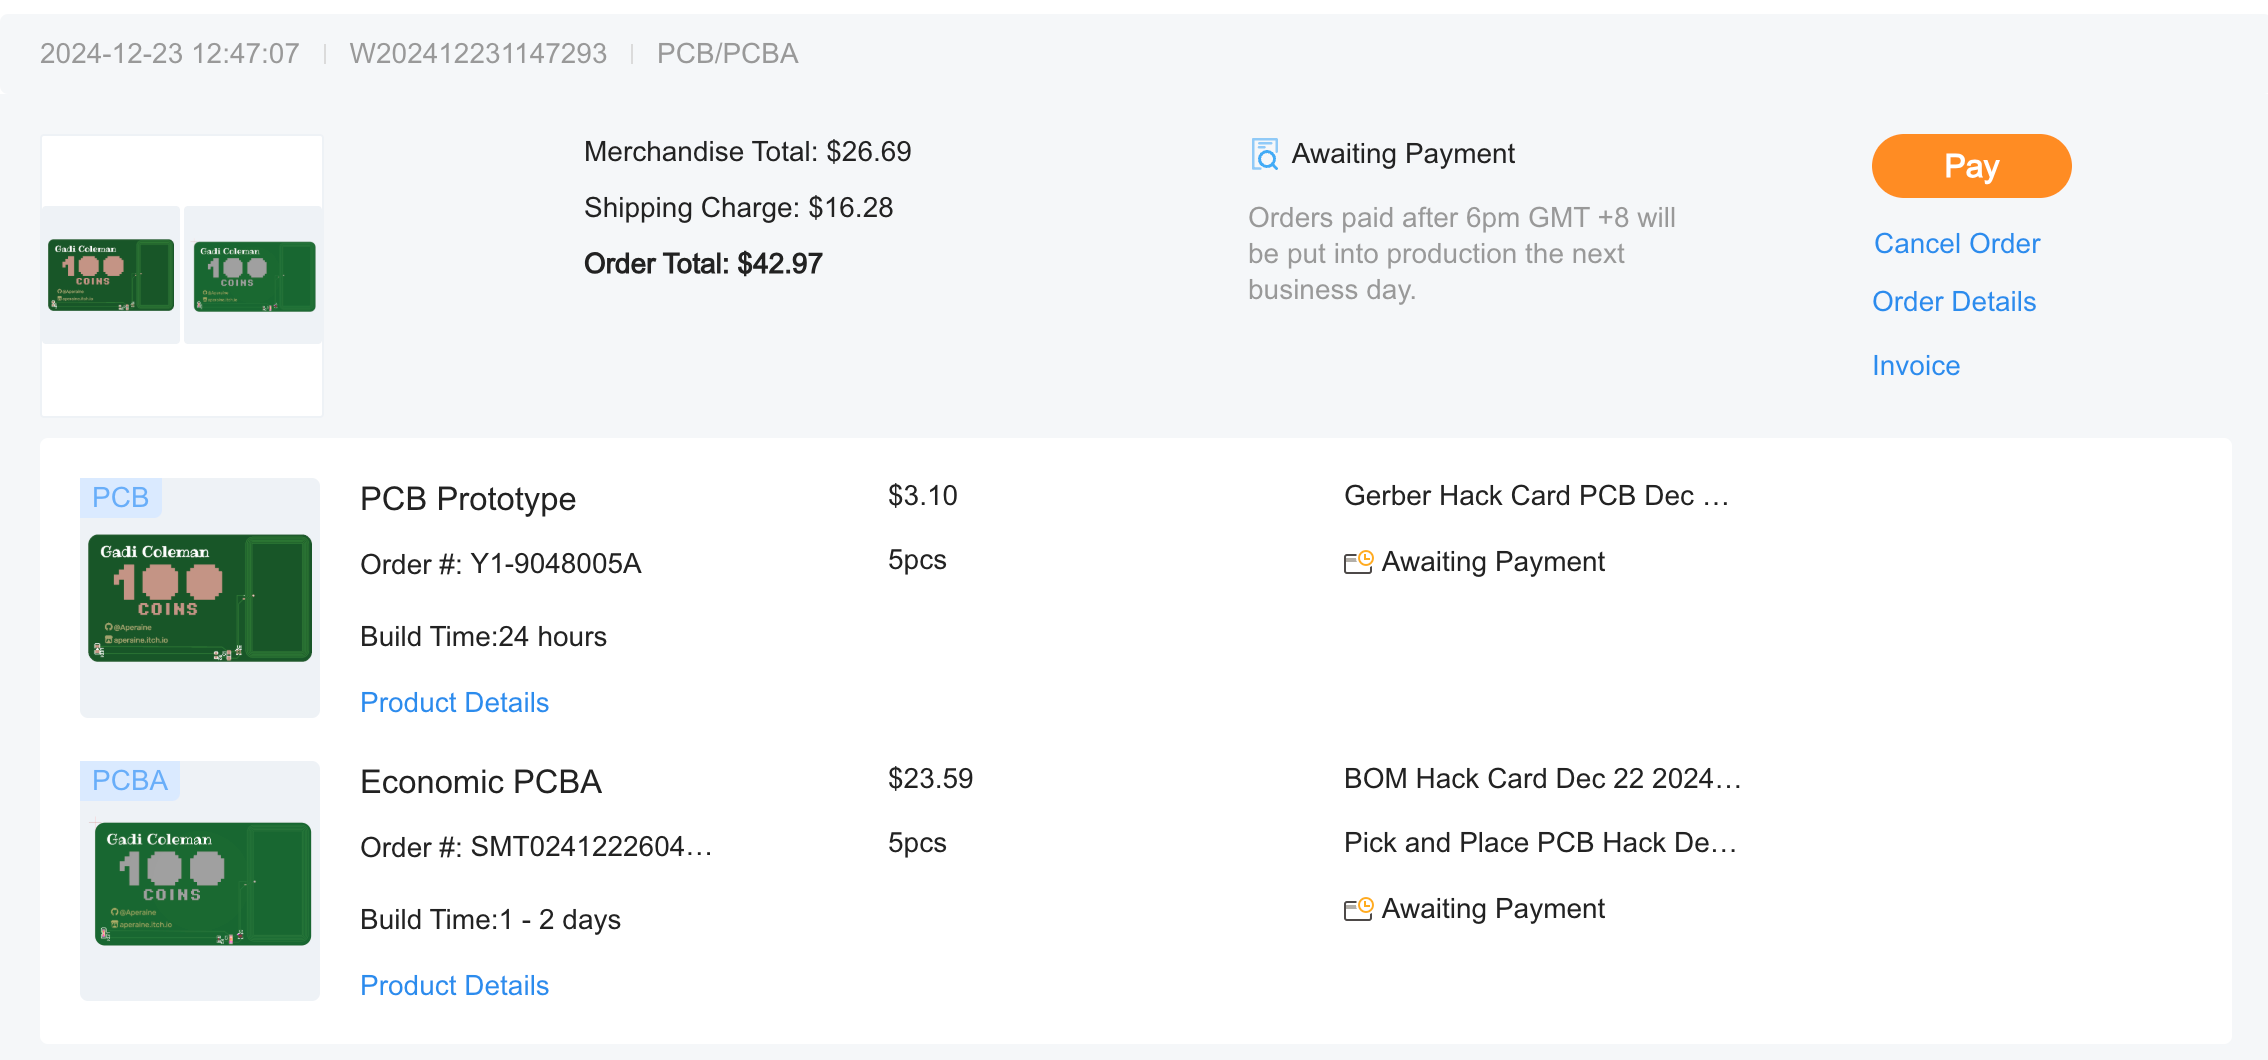 2024-12-23 12:47:07 | W202412231147293 | PCB/PCBA
Gadi Coleman
100
COINS
Gadi Coleman
100
COINS
Merchandise Total: $26.69
Shipping Charge: $16.28
Order Total: $42.97
Awaiting Payment
Orders paid after 6pm GMT +8 will
be put into production the next
business day.
Pay
Cancel Order
Order Details
Invoice
PCB
Gadi Coleman
100
COINS
@Aperaine
aperaine.itch.io
PCB Prototype
Order #: Y1-9048005A
Build Time:24 hours
Product Details
$3.10
5pcs
Gerber Hack Card PCB Dec …
Awaiting Payment
PCBA
Gadi Coleman
100
COINS
@Aperaine
aperaine.itch.io
Economic PCBA
Order #: SMT0241222604…
Build Time:1 - 2 days
Product Details
$23.59
5pcs
BOM Hack Card Dec 22 2024…
Pick and Place PCB Hack De…
Awaiting Payment